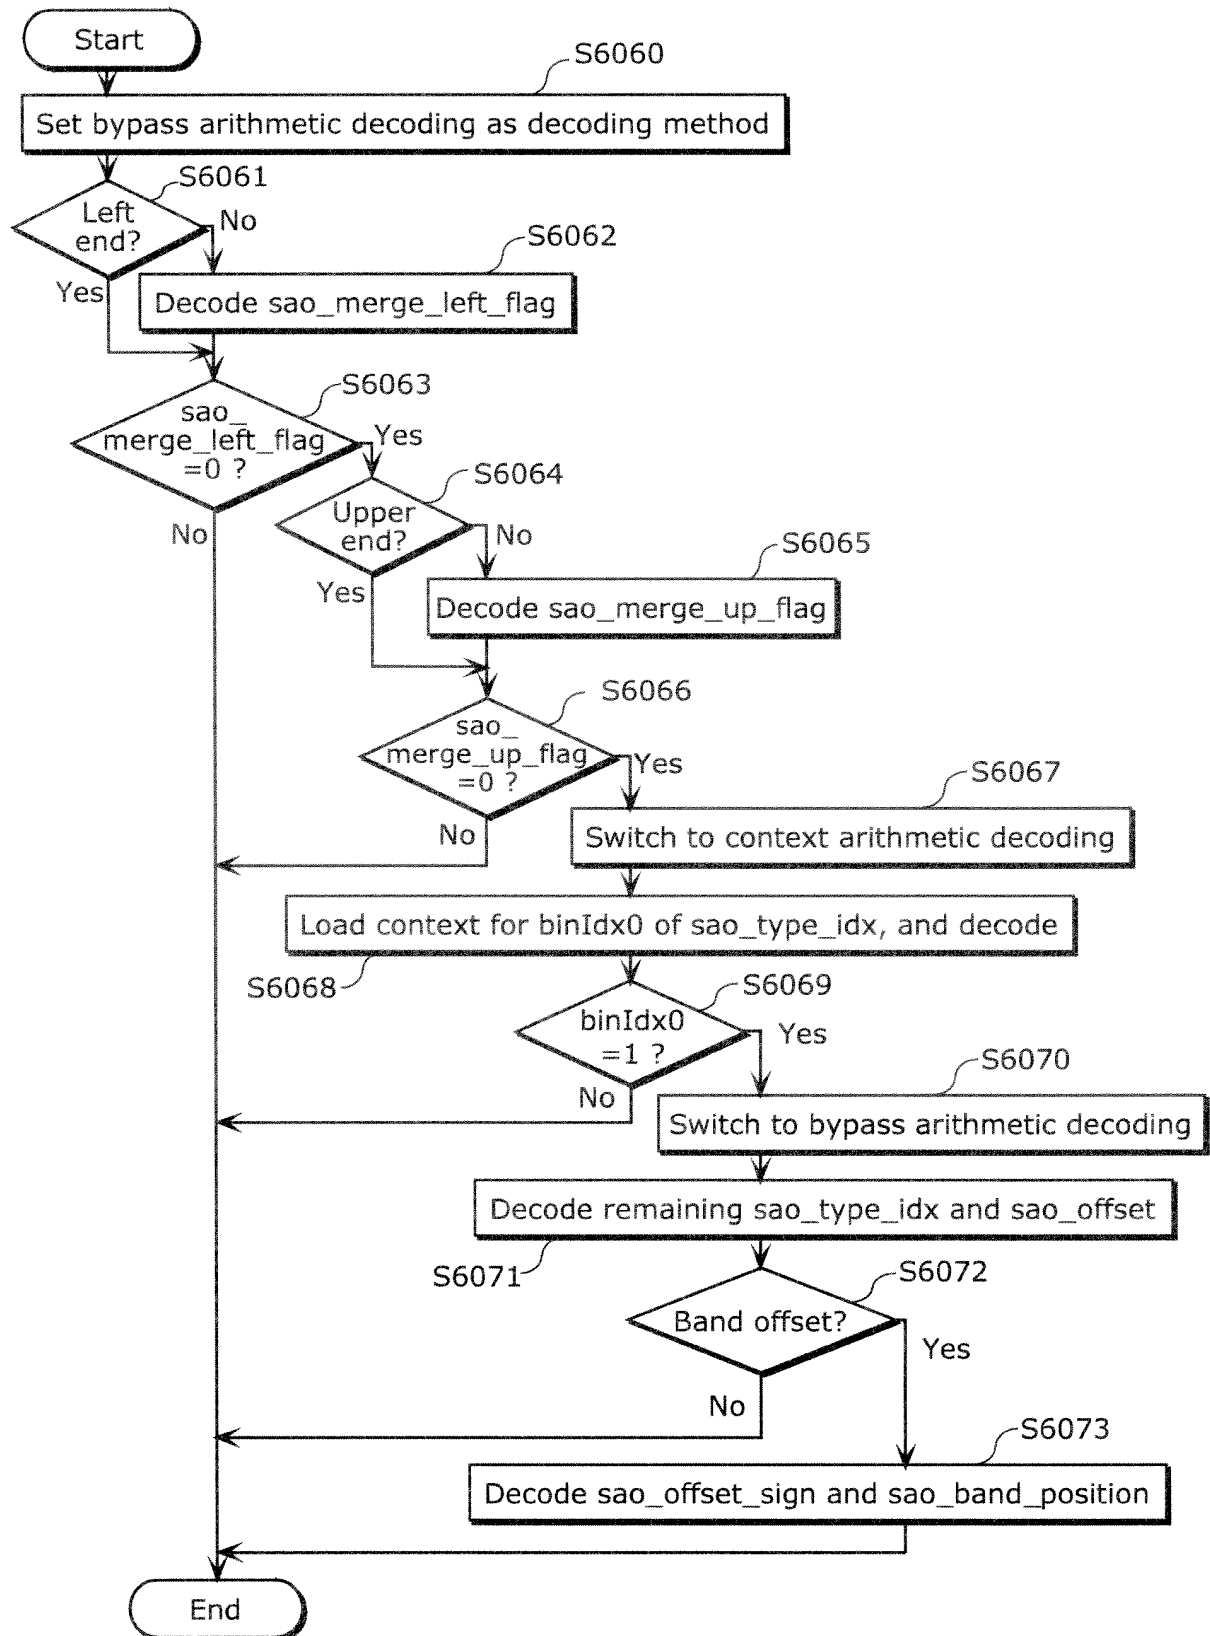 Start
S6060
Set bypass arithmetic decoding as decoding method
S6061
Left
end?
No
Yes
S6062
Decode sao_merge_left_flag
S6063
sao_
merge_left_flag
=0 ?
Yes
No
S6064
Upper
end?
No
Yes
S6065
Decode sao_merge_up_flag
S6066
sao_
merge_up_flag
=0 ?
Yes
No
S6067
Switch to context arithmetic decoding
Load context for binIdx0 of sao_type_idx, and decode
S6068
S6069
binIdx0
=1 ?
Yes
No
S6070
Switch to bypass arithmetic decoding
Decode remaining sao_type_idx and sao_offset
S6071
S6072
Band offset?
Yes
No
S6073
Decode sao_offset_sign and sao_band_position
End